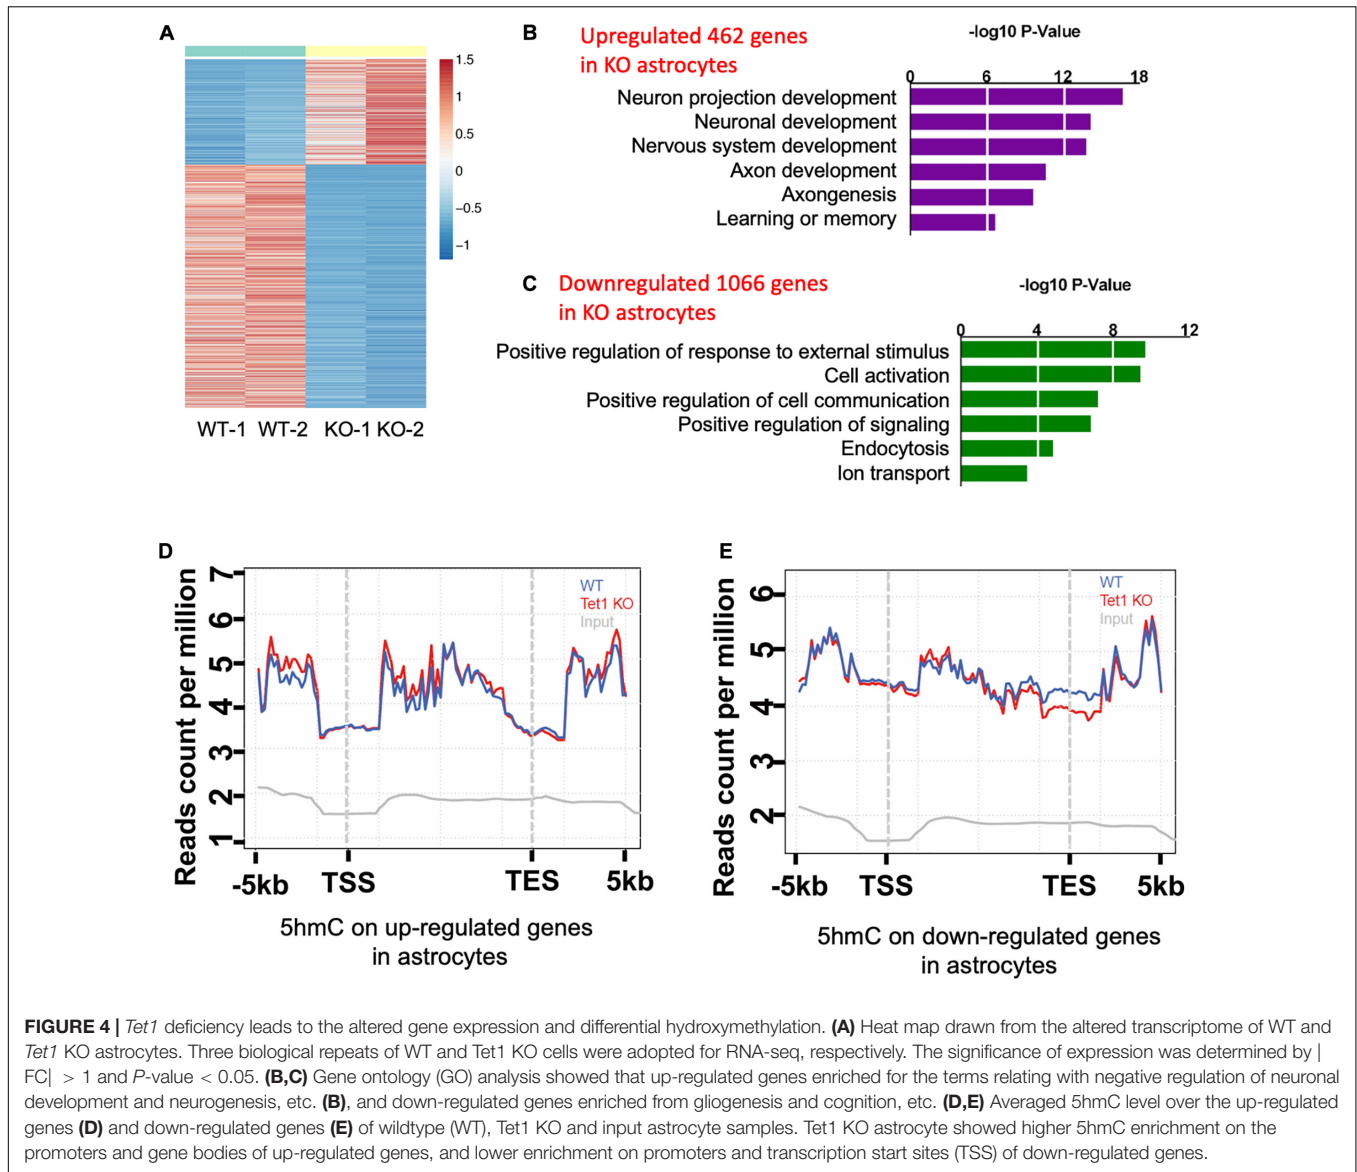 A
1.5
1
0.5
0
−0.5
−1
WT-1 WT-2 KO-1 KO-2
B
Upregulated 462 genes
in KO astrocytes
-log10 P-Value
0 6 12 18
Neuron projection development
Neuronal development
Nervous system development
Axon development
Axongenesis
Learning or memory
C
Downregulated 1066 genes
in KO astrocytes
-log10 P-Value
0 4 8 12
Positive regulation of response to external stimulus
Cell activation
Positive regulation of cell communication
Positive regulation of signaling
Endocytosis
Ion transport
D
Reads count per million
7
6
5
4
3
2
1
WT
Tet1 KO
Input
-5kb TSS TES 5kb
5hmC on up-regulated genes
in astrocytes
E
Reads count per million
6
5
4
3
2
WT
Tet1 KO
Input
-5kb TSS TES 5kb
5hmC on down-regulated genes
in astrocytes
FIGURE 4 | Tet1 deficiency leads to the altered gene expression and differential hydroxymethylation. (A) Heat map drawn from the altered transcriptome of WT and
Tet1 KO astrocytes. Three biological repeats of WT and Tet1 KO cells were adopted for RNA-seq, respectively. The significance of expression was determined by |
FC| > 1 and P-value < 0.05. (B,C) Gene ontology (GO) analysis showed that up-regulated genes enriched for the terms relating with negative regulation of neuronal
development and neurogenesis, etc. (B), and down-regulated genes enriched from gliogenesis and cognition, etc. (D,E) Averaged 5hmC level over the up-regulated
genes (D) and down-regulated genes (E) of wildtype (WT), Tet1 KO and input astrocyte samples. Tet1 KO astrocyte showed higher 5hmC enrichment on the
promoters and gene bodies of up-regulated genes, and lower enrichment on promoters and transcription start sites (TSS) of down-regulated genes.